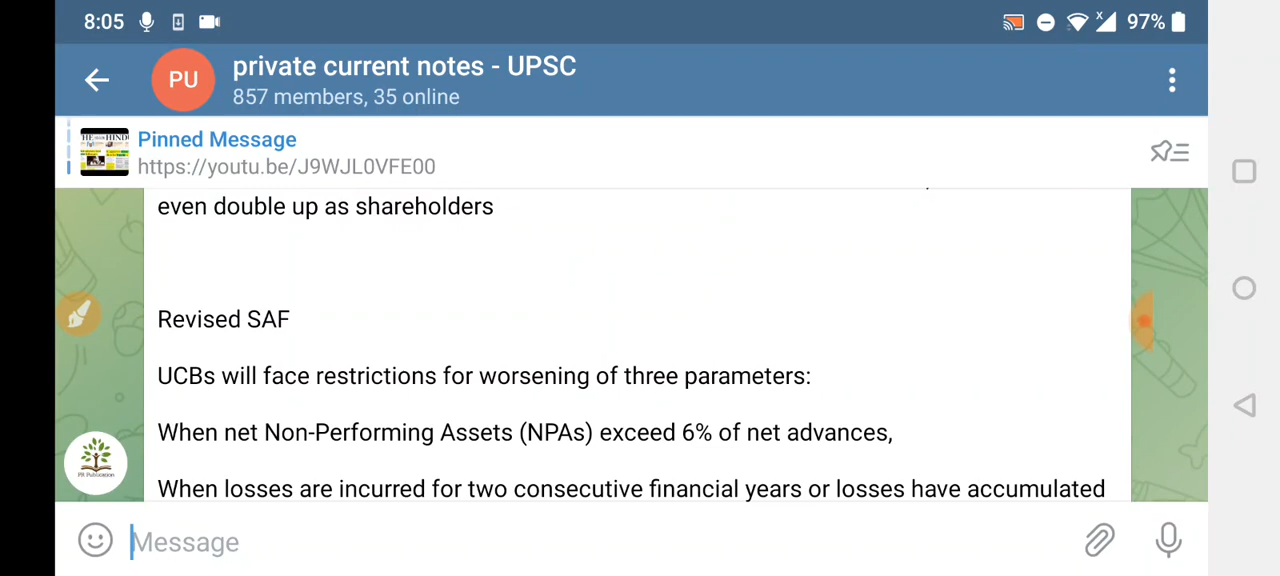 8:05
x
97%
PU
private current notes - UPSC
857 members, 35 online
Pinned Message
https://youtu.be/J9WJL0VFE00
even double up as shareholders
Revised SAF
UCBs will face restrictions for worsening of three parameters:
When net Non-Performing Assets (NPAs) exceed 6% of net advances,
PR Publication
When losses are incurred for two consecutive financial years or losses have accumulated
Message